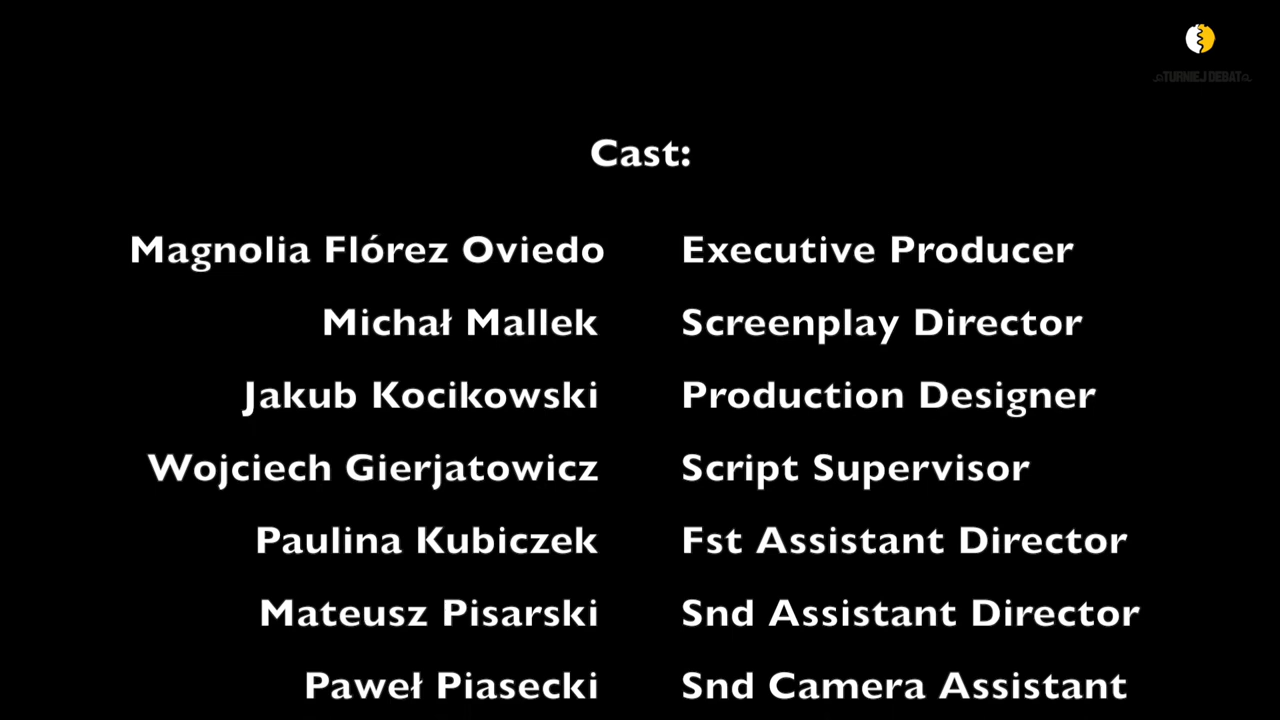 TURNIEJ DEBAT
Cast:
Magnolia Flórez Oviedo Executive Producer
Michał Mallek Screenplay Director
Jakub Kocikowski Production Designer
Wojciech Gierjatowicz Script Supervisor
Paulina Kubiczek Fst Assistant Director
Mateusz Pisarski Snd Assistant Director
Paweł Piasecki Snd Camera Assistant